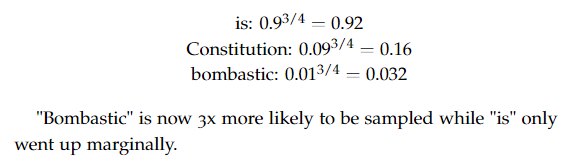 is: 0.9^{3/4} = 0.92
Constitution: 0.09^{3/4} = 0.16
bombastic: 0.01^{3/4} = 0.032
"Bombastic" is now 3x more likely to be sampled while "is" only
went up marginally.